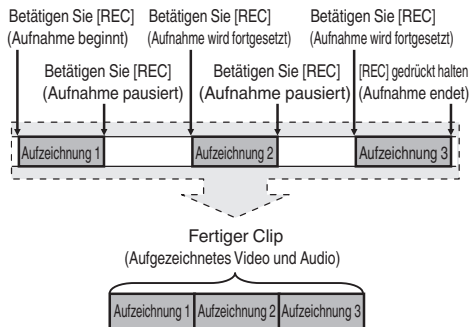 Betätigen Sie [REC]
(Aufnahme beginnt)
Betätigen Sie [REC]
(Aufnahme wird fortgesetzt)
Betätigen Sie [REC]
(Aufnahme wird fortgesetzt)
Betätigen Sie [REC]
(Aufnahme pausiert)
Betätigen Sie [REC]
(Aufnahme pausiert)
[REC] gedrückt halten
(Aufnahme endet)
Aufzeichnung 1
Aufzeichnung 2
Aufzeichnung 3
Fertiger Clip
(Aufgezeichnetes Video und Audio)
Aufzeichnung 1 Aufzeichnung 2 Aufzeichnung 3